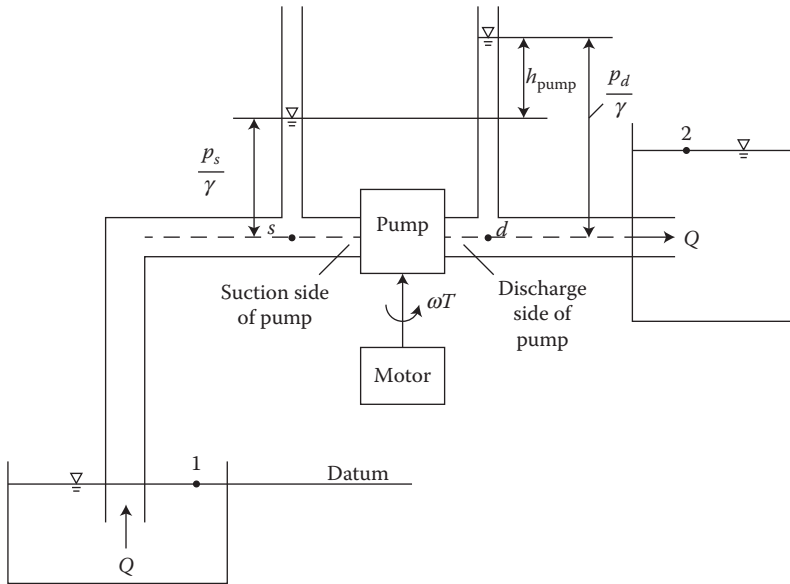 h_pump
p_d
γ
p_s
γ
2
s
Pump
d
Q
Suction side
of pump
ωT
Discharge
side of
pump
Motor
1
Datum
Q